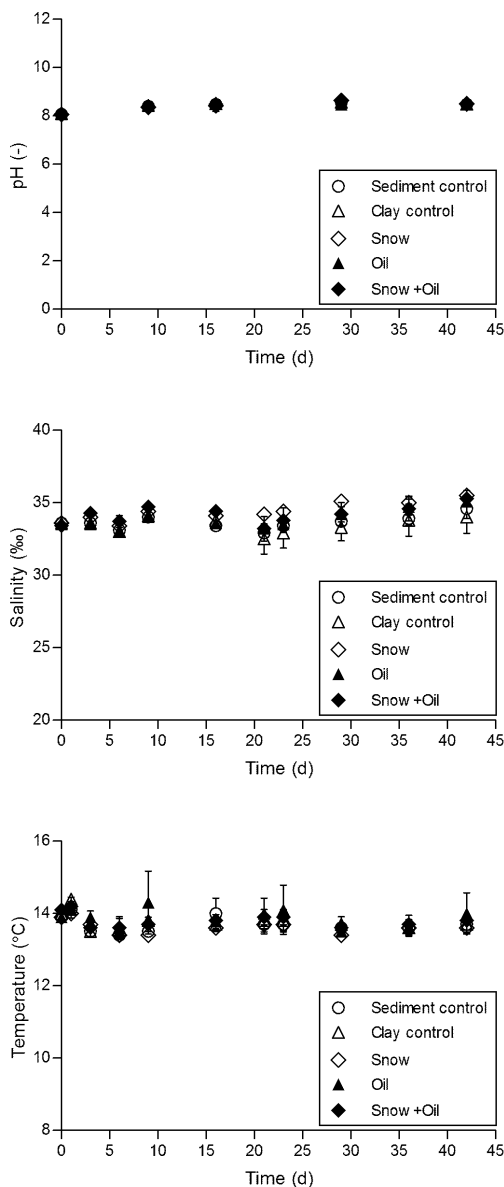 12
10
8
6
4
2
0
pH (-)
Sediment control
Clay control
Snow
Oil
Snow +Oil
0 5 10 15 20 25 30 35 40 45
Time (d)
40
35
30
25
20
Salinity (‰)
Sediment control
Clay control
Snow
Oil
Snow +Oil
0 5 10 15 20 25 30 35 40 45
Time (d)
16
14
12
10
8
Temperature (°C)
Sediment control
Clay control
Snow
Oil
Snow +Oil
0 5 10 15 20 25 30 35 40 45
Time (d)